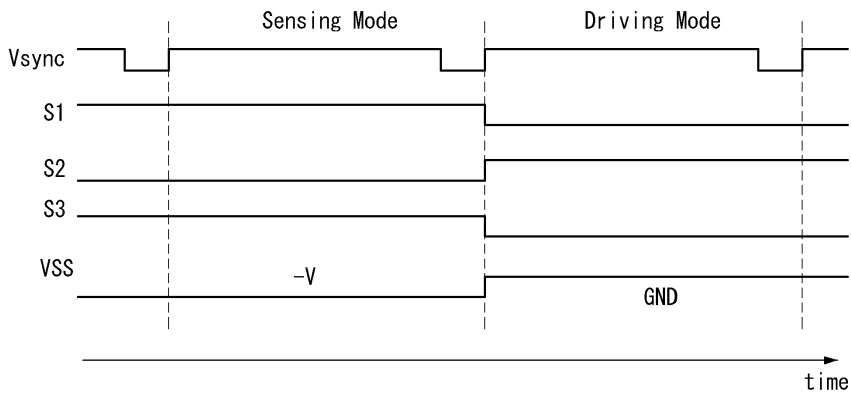 Sensing Mode
Driving Mode
Vsync
S1
S2
S3
VSS
-V
GND
time